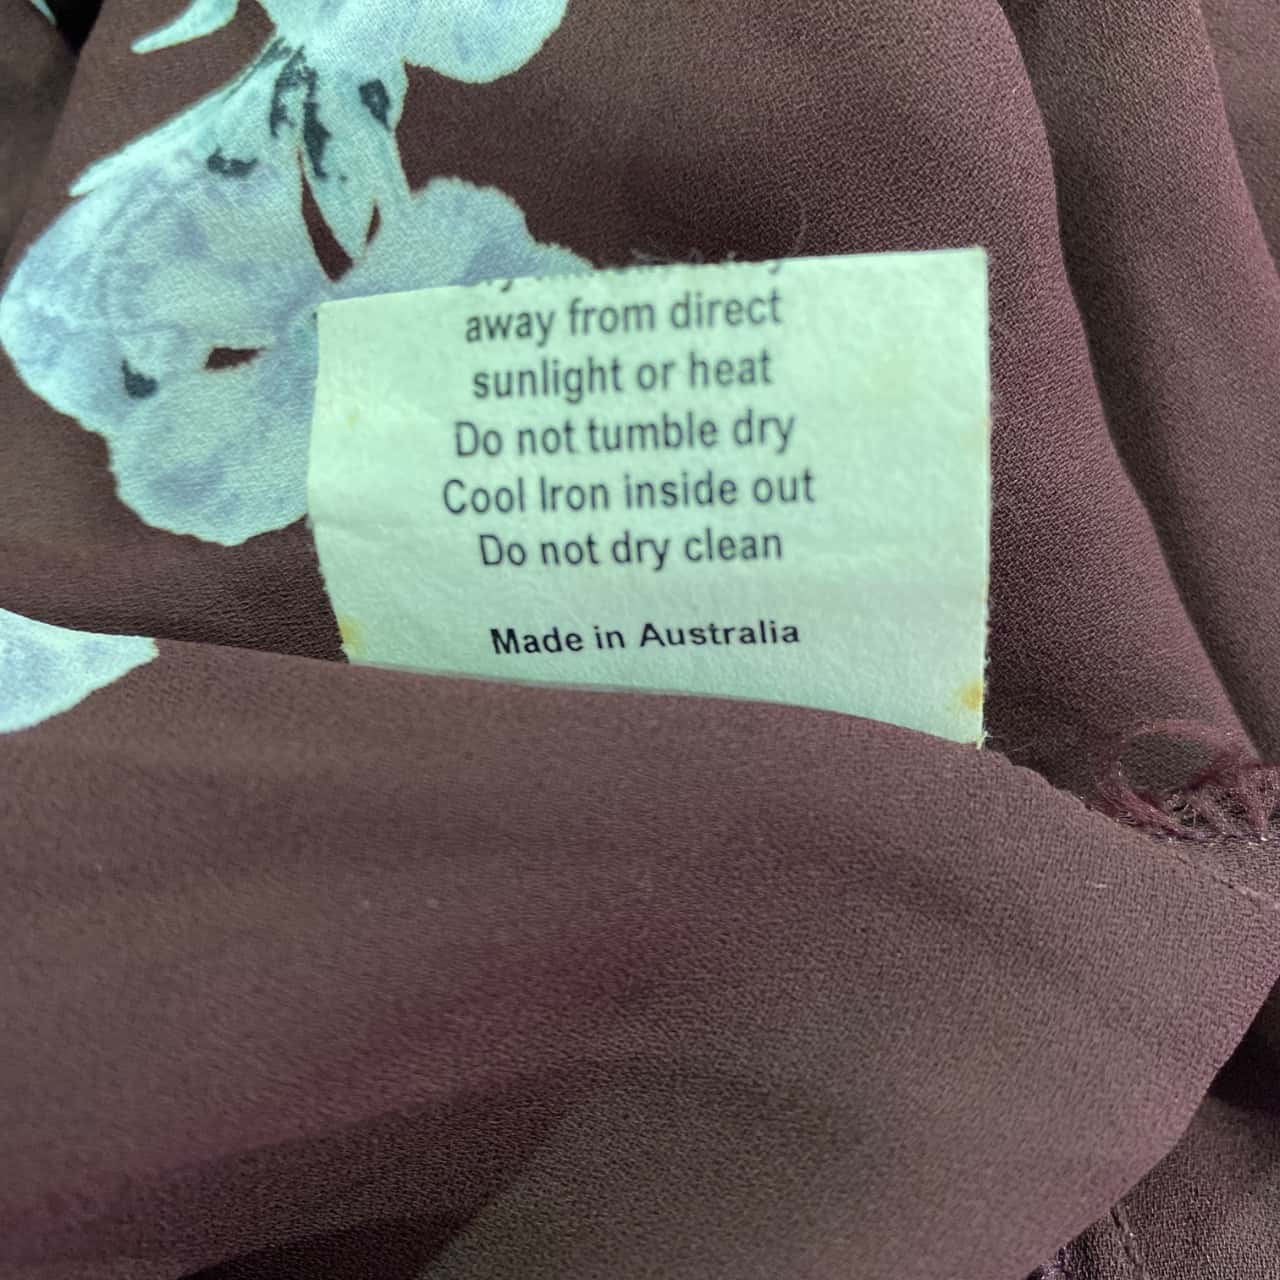 away from direct
sunlight or heat
Do not tumble dry
Cool Iron inside out
Do not dry clean
Made in Australia